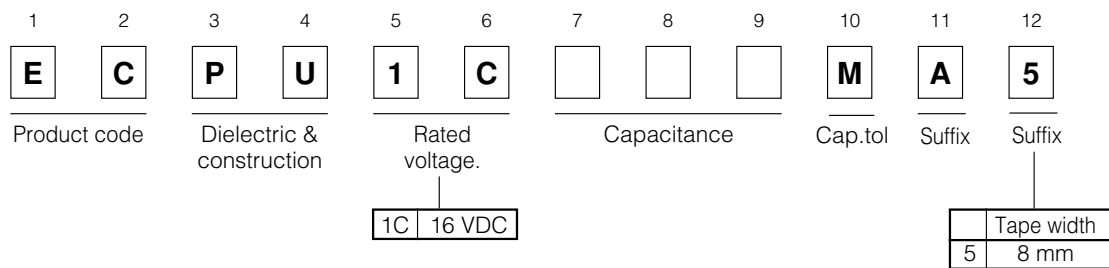 1 2 3 4 5 6 7 8 9 10 11 12
E C P U 1 C M A 5
Product code Dielectric & Rated Capacitance Cap.tol Suffix Suffix
construction voltage.
1C 16 VDC
Tape width
5 8 mm